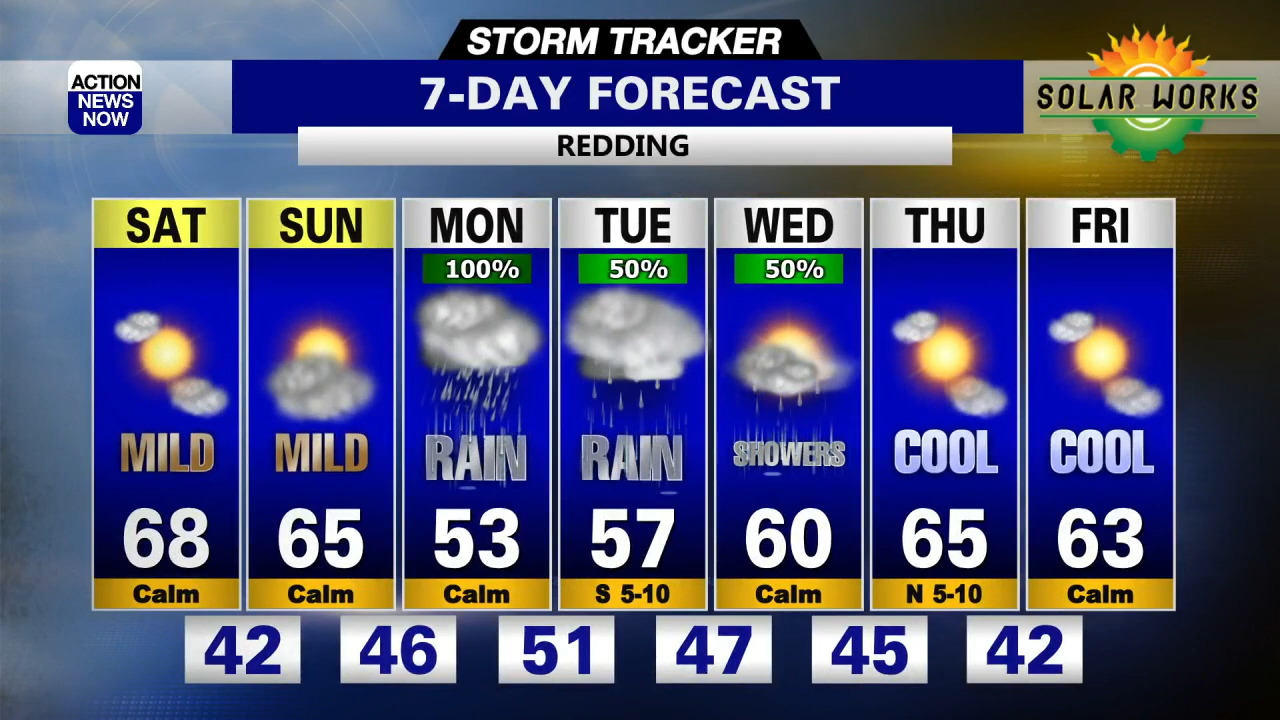 STORM TRACKER
7-DAY FORECAST
REDDING
ACTION
NEWS
NOW
SOLAR WORKS
SAT SUN MON TUE WED THU FRI
100% 50% 50%
MILD MILD RAIN RAIN SHOWERS COOL COOL
68 65 53 57 60 65 63
Calm Calm Calm S 5-10 Calm N 5-10 Calm
42 46 51 47 45 42